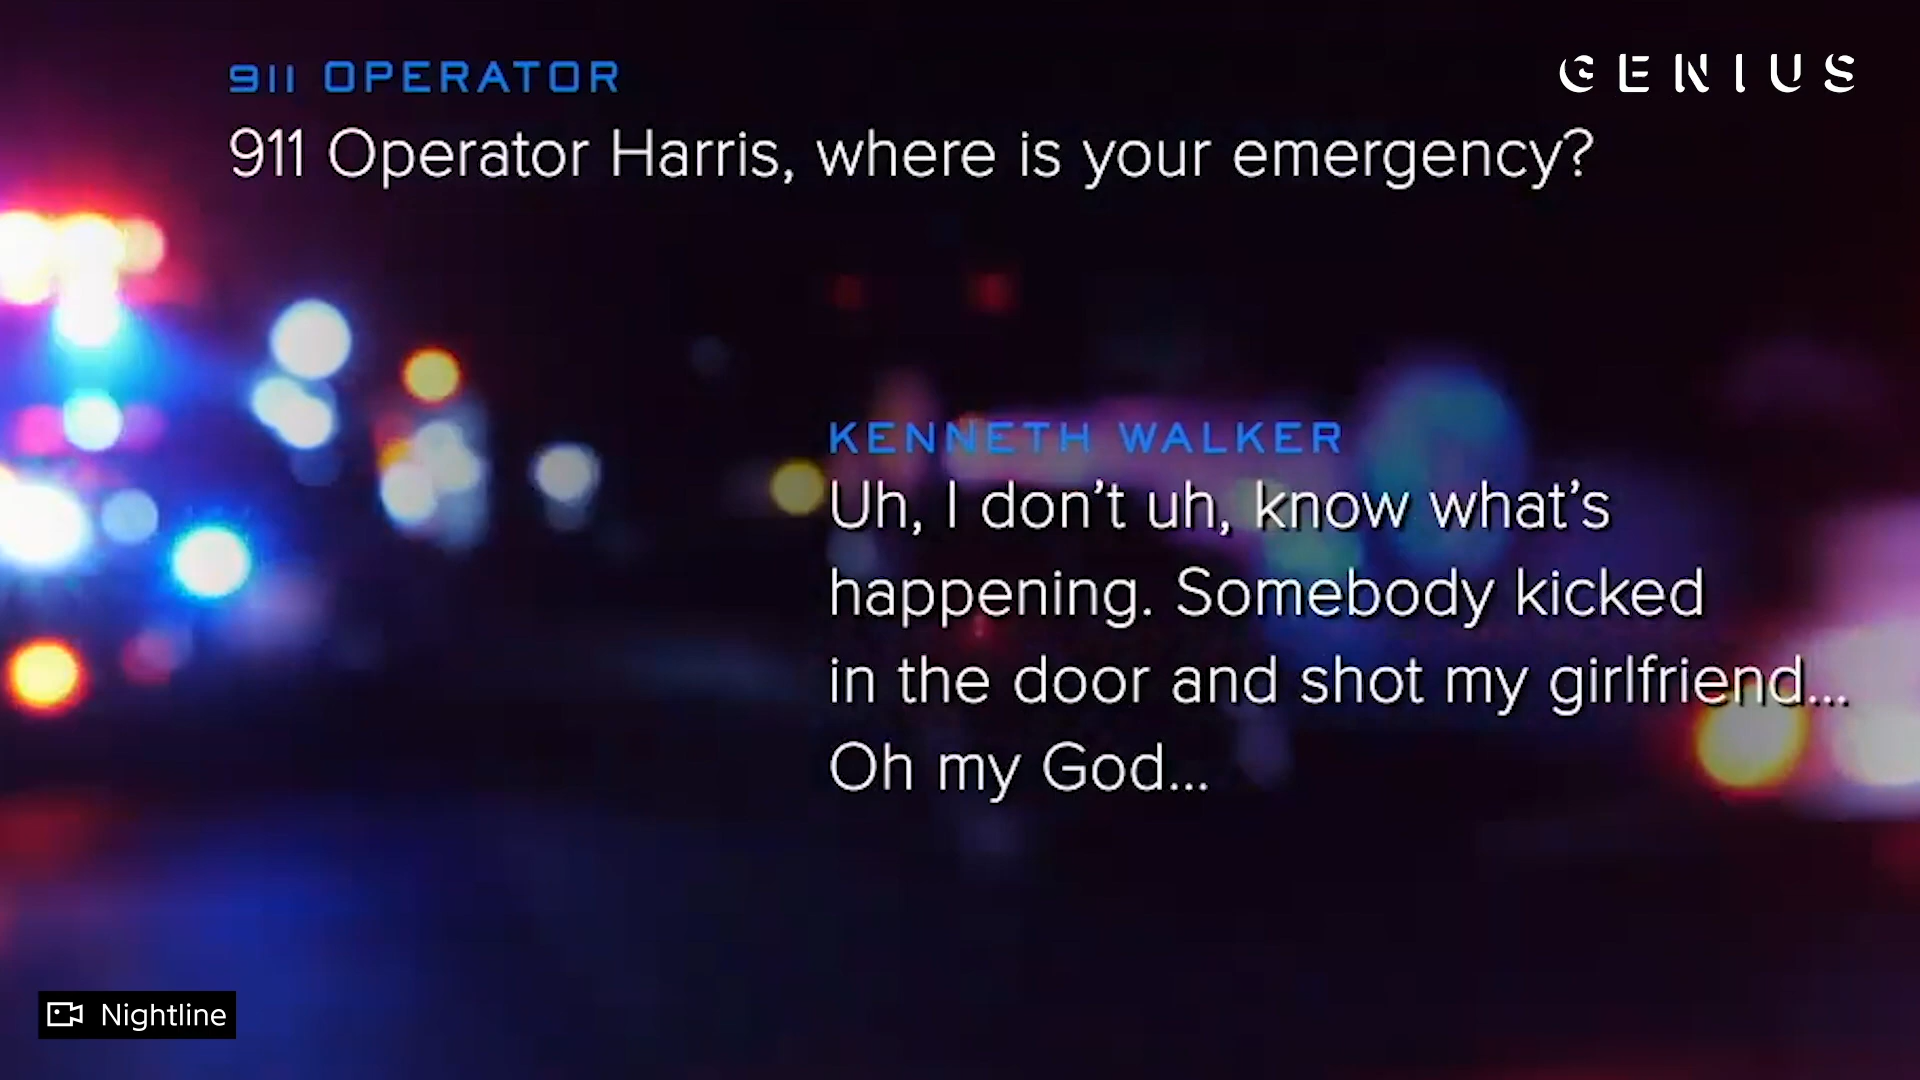 GENIUS
911 OPERATOR
911 Operator Harris, where is your emergency?
KENNETH WALKER
Uh, I don’t uh, know what’s
happening. Somebody kicked
in the door and shot my girlfriend...
Oh my God...
Nightline